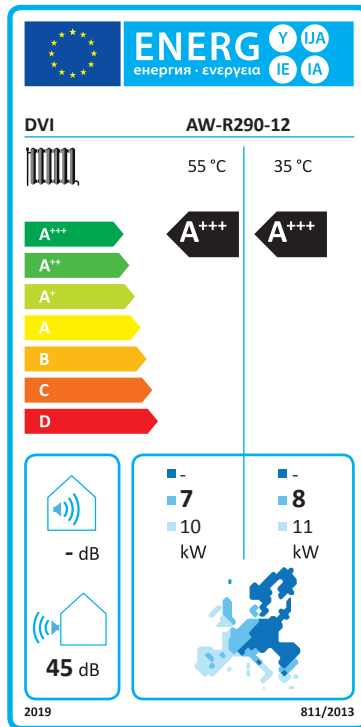 ENERG Y IJA IE IA
енергия · ενεργεια
DVI AW-R290-12
55 °C 35 °C
A+++ A+++ A+++
A++
A+
A
B
C
D
- dB
45 dB
- -
7 8
10 11
kW kW
2019 811/2013